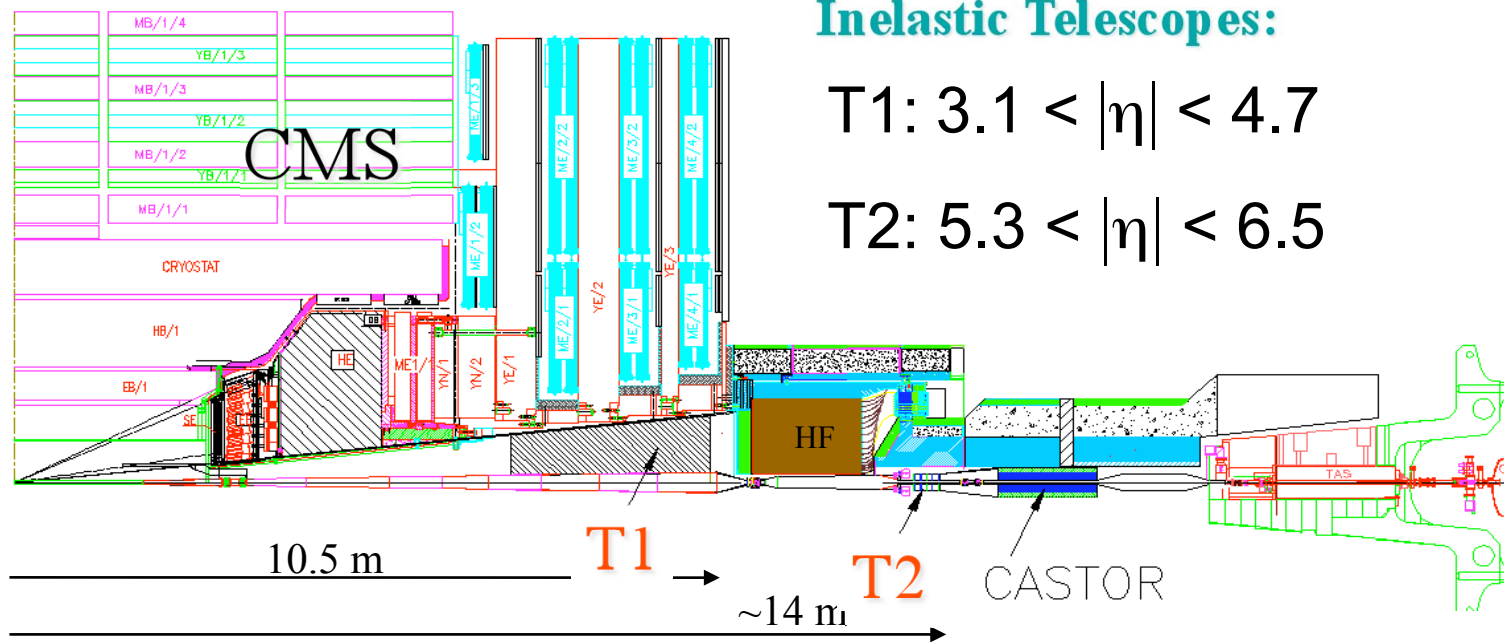 Inelastic Telescopes:
T1: 3.1 < |η| < 4.7
T2: 5.3 < |η| < 6.5
MB/1/4
YB/1/3
MB/1/3
YB/1/2
MB/1/2
YB/1/1
MB/1/1
CMS
CRYOSTAT
HB/1
EB/1
SE
HE
ME1/
YN/1
YN/2
YE/1
ME/1/3
ME/1/2
ME/2/2
ME/2/1
YE/2
ME/3/2
ME/3/1
YE/3
ME/4/2
ME/4/1
HF
TAS
T1
T2
CASTOR
10.5 m
~14 m